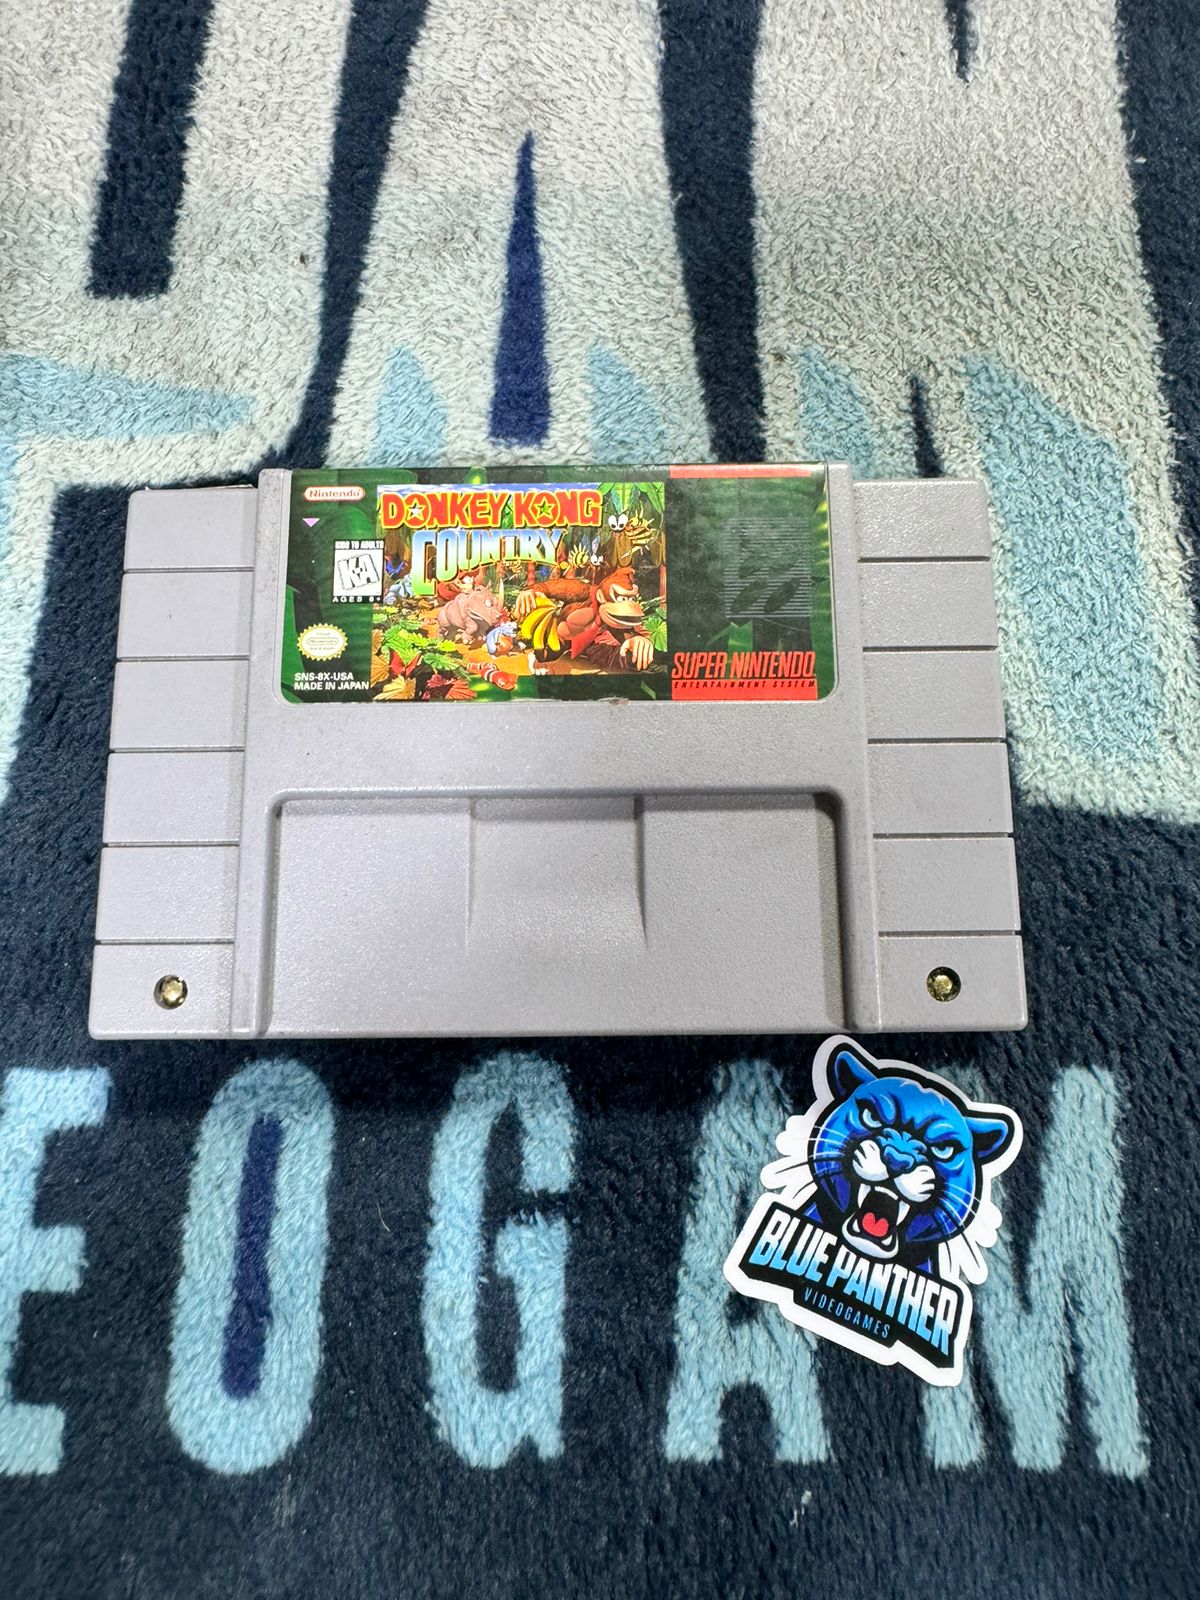 Nintendo
DONKEY KONG
COUNTRY
KIDS TO ADULTS
KA
AGES 6+
SNS-8X-USA
MADE IN JAPAN
SUPER NINTENDO
ENTERTAINMENT SYSTEM
EOGAM
BLUE PANTHER
VIDEOGAMES